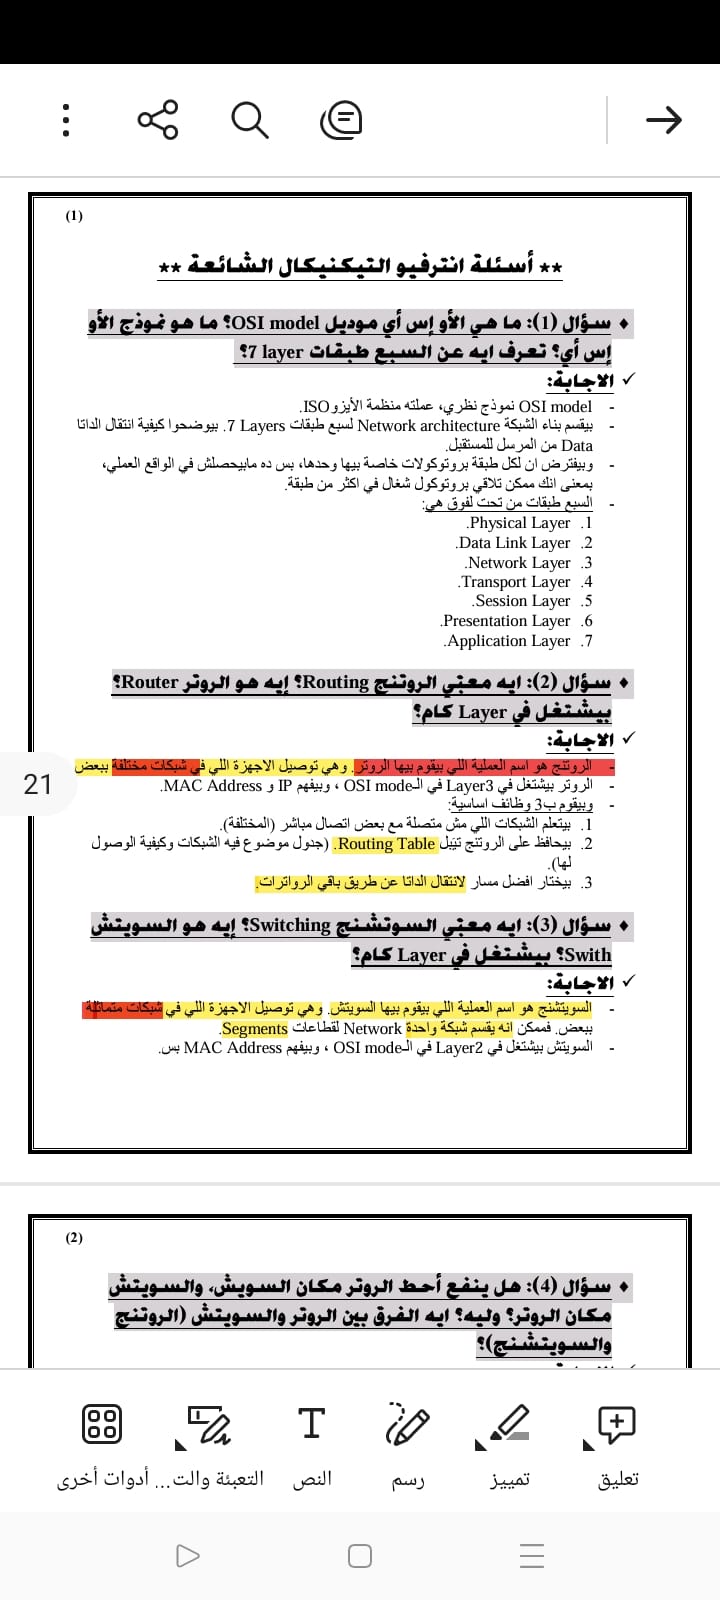 (1)
** أسئلة انترفيو التيكنيكال الشائعة **
♦ سؤال (1): ما هي الأو إس أي موديل OSI model؟ ما هو نموذج الأو
إس أي؟ تعرف ايه عن السبع طبقات 7 layer؟
✓ الاجابة:
- OSI model نموذج نظري، عملته منظمة الأيزو ISO.
- بيقسم بناء الشبكة Network architecture لسبع طبقات 7 Layers. بيوضحوا كيفية انتقال الداتا
Data من المرسل للمستقبل.
- وبيفترض ان لكل طبقة بروتوكولات خاصة بيها وحدها، بس ده مابيحصلش في الواقع العملي،
بمعنى انك ممكن تلاقي بروتوكول شغال في اكثر من طبقة.
- السبع طبقات من تحت لفوق هي:
1. Physical Layer.
2. Data Link Layer.
3. Network Layer.
4. Transport Layer.
5. Session Layer.
6. Presentation Layer.
7. Application Layer.
♦ سؤال (2): ايه معنى الروتنج Routing؟ إيه هو الروتر Router؟
بيشتغل في Layer كام؟
✓ الاجابة:
- الروتنج هو اسم العملية اللي بيقوم بيها الروتر. وهي توصيل الاجهزة اللي في شبكات مختلفة ببعض
- الروتر بيشتغل في Layer3 في الـOSI mode ، وبيفهم IP و MAC Address.
- وبيقوم ب3 وظائف اساسية:
1. بيتعلم الشبكات اللي مش متصلة مع بعض اتصال مباشر (المختلفة).
2. بيحافظ على الروتنج تيبل Routing Table. (جدول موضوع فيه الشبكات وكيفية الوصول
لها).
3. بيختار افضل مسار لانتقال الداتا عن طريق باقي الرواترات.
♦ سؤال (3): ايه معنى السوتشنج Switching؟ إيه هو السويتش
Swith؟ بيشتغل في Layer كام؟
✓ الاجابة:
- السويتشنج هو اسم العملية اللي بيقوم بيها السويتش. وهي توصيل الاجهزة اللي في شبكات متماثلة
ببعض. فممكن انه يقسم شبكة واحدة Network لقطاعات Segments.
- السويتش بيشتغل في Layer2 في الـOSI mode ، وبيفهم MAC Address بس.
21
(2)
♦ سؤال (4): هل ينفع أحط الروتر مكان السويش، والسويتش
مكان الروتر؟ وليه؟ ايه الفرق بين الروتر والسويتش (الروتنج
والسويتشنج)؟
تعليق
تمييز
رسم
النص
التعبئة والت...
أدوات أخرى